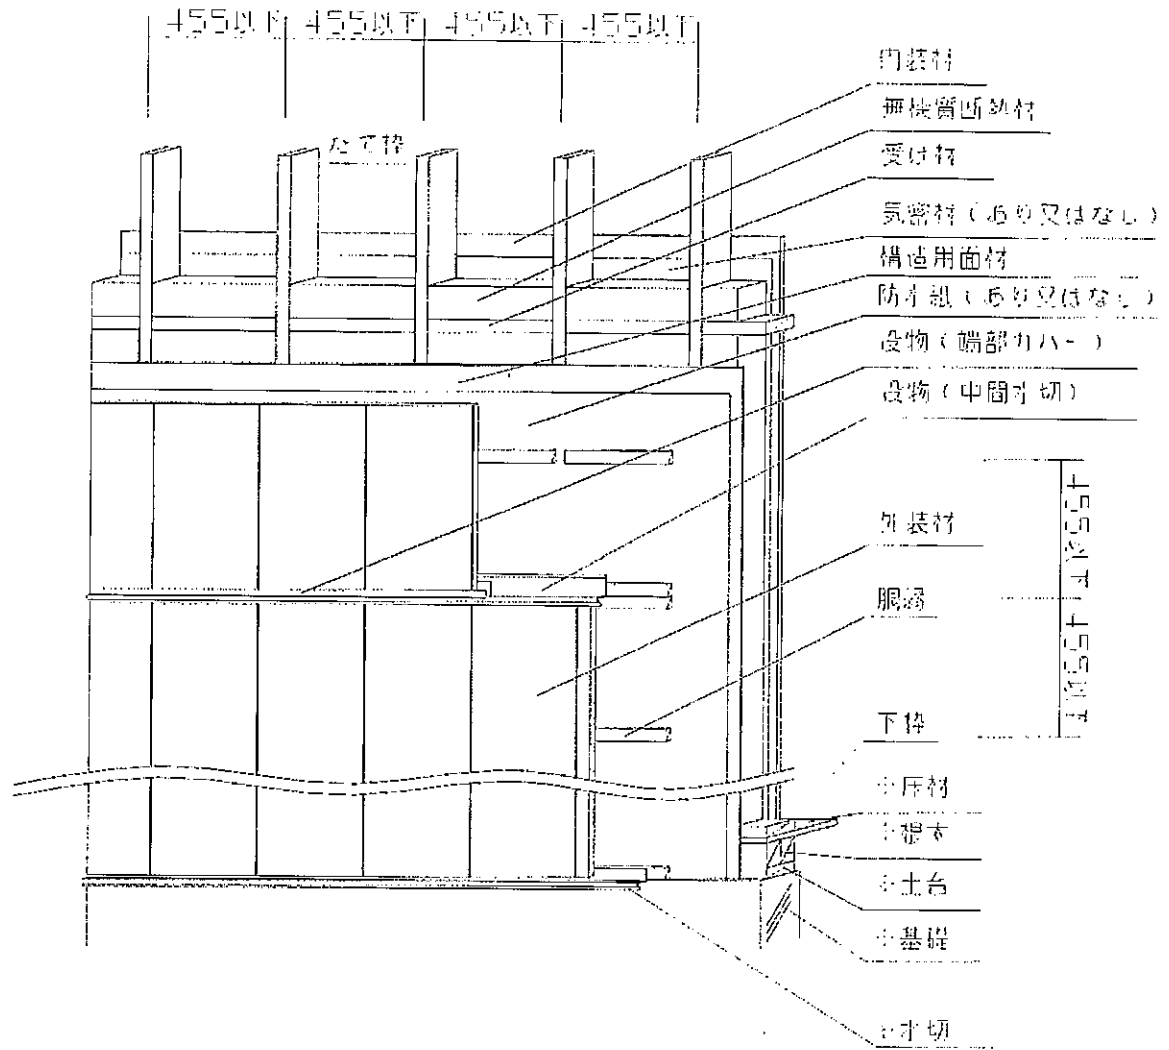 455以下 455以下 455以下 455以下
たて枠
内装材
無機質断熱材
受け材
気密材(あり又はなし)
構造用面材
防水紙(あり又はなし)
役物(端部カバー)
役物(中間水切)
外装材
胴縁
455以下
455以下
下枠
※床材
※根太
※土台
※基礎
※水切